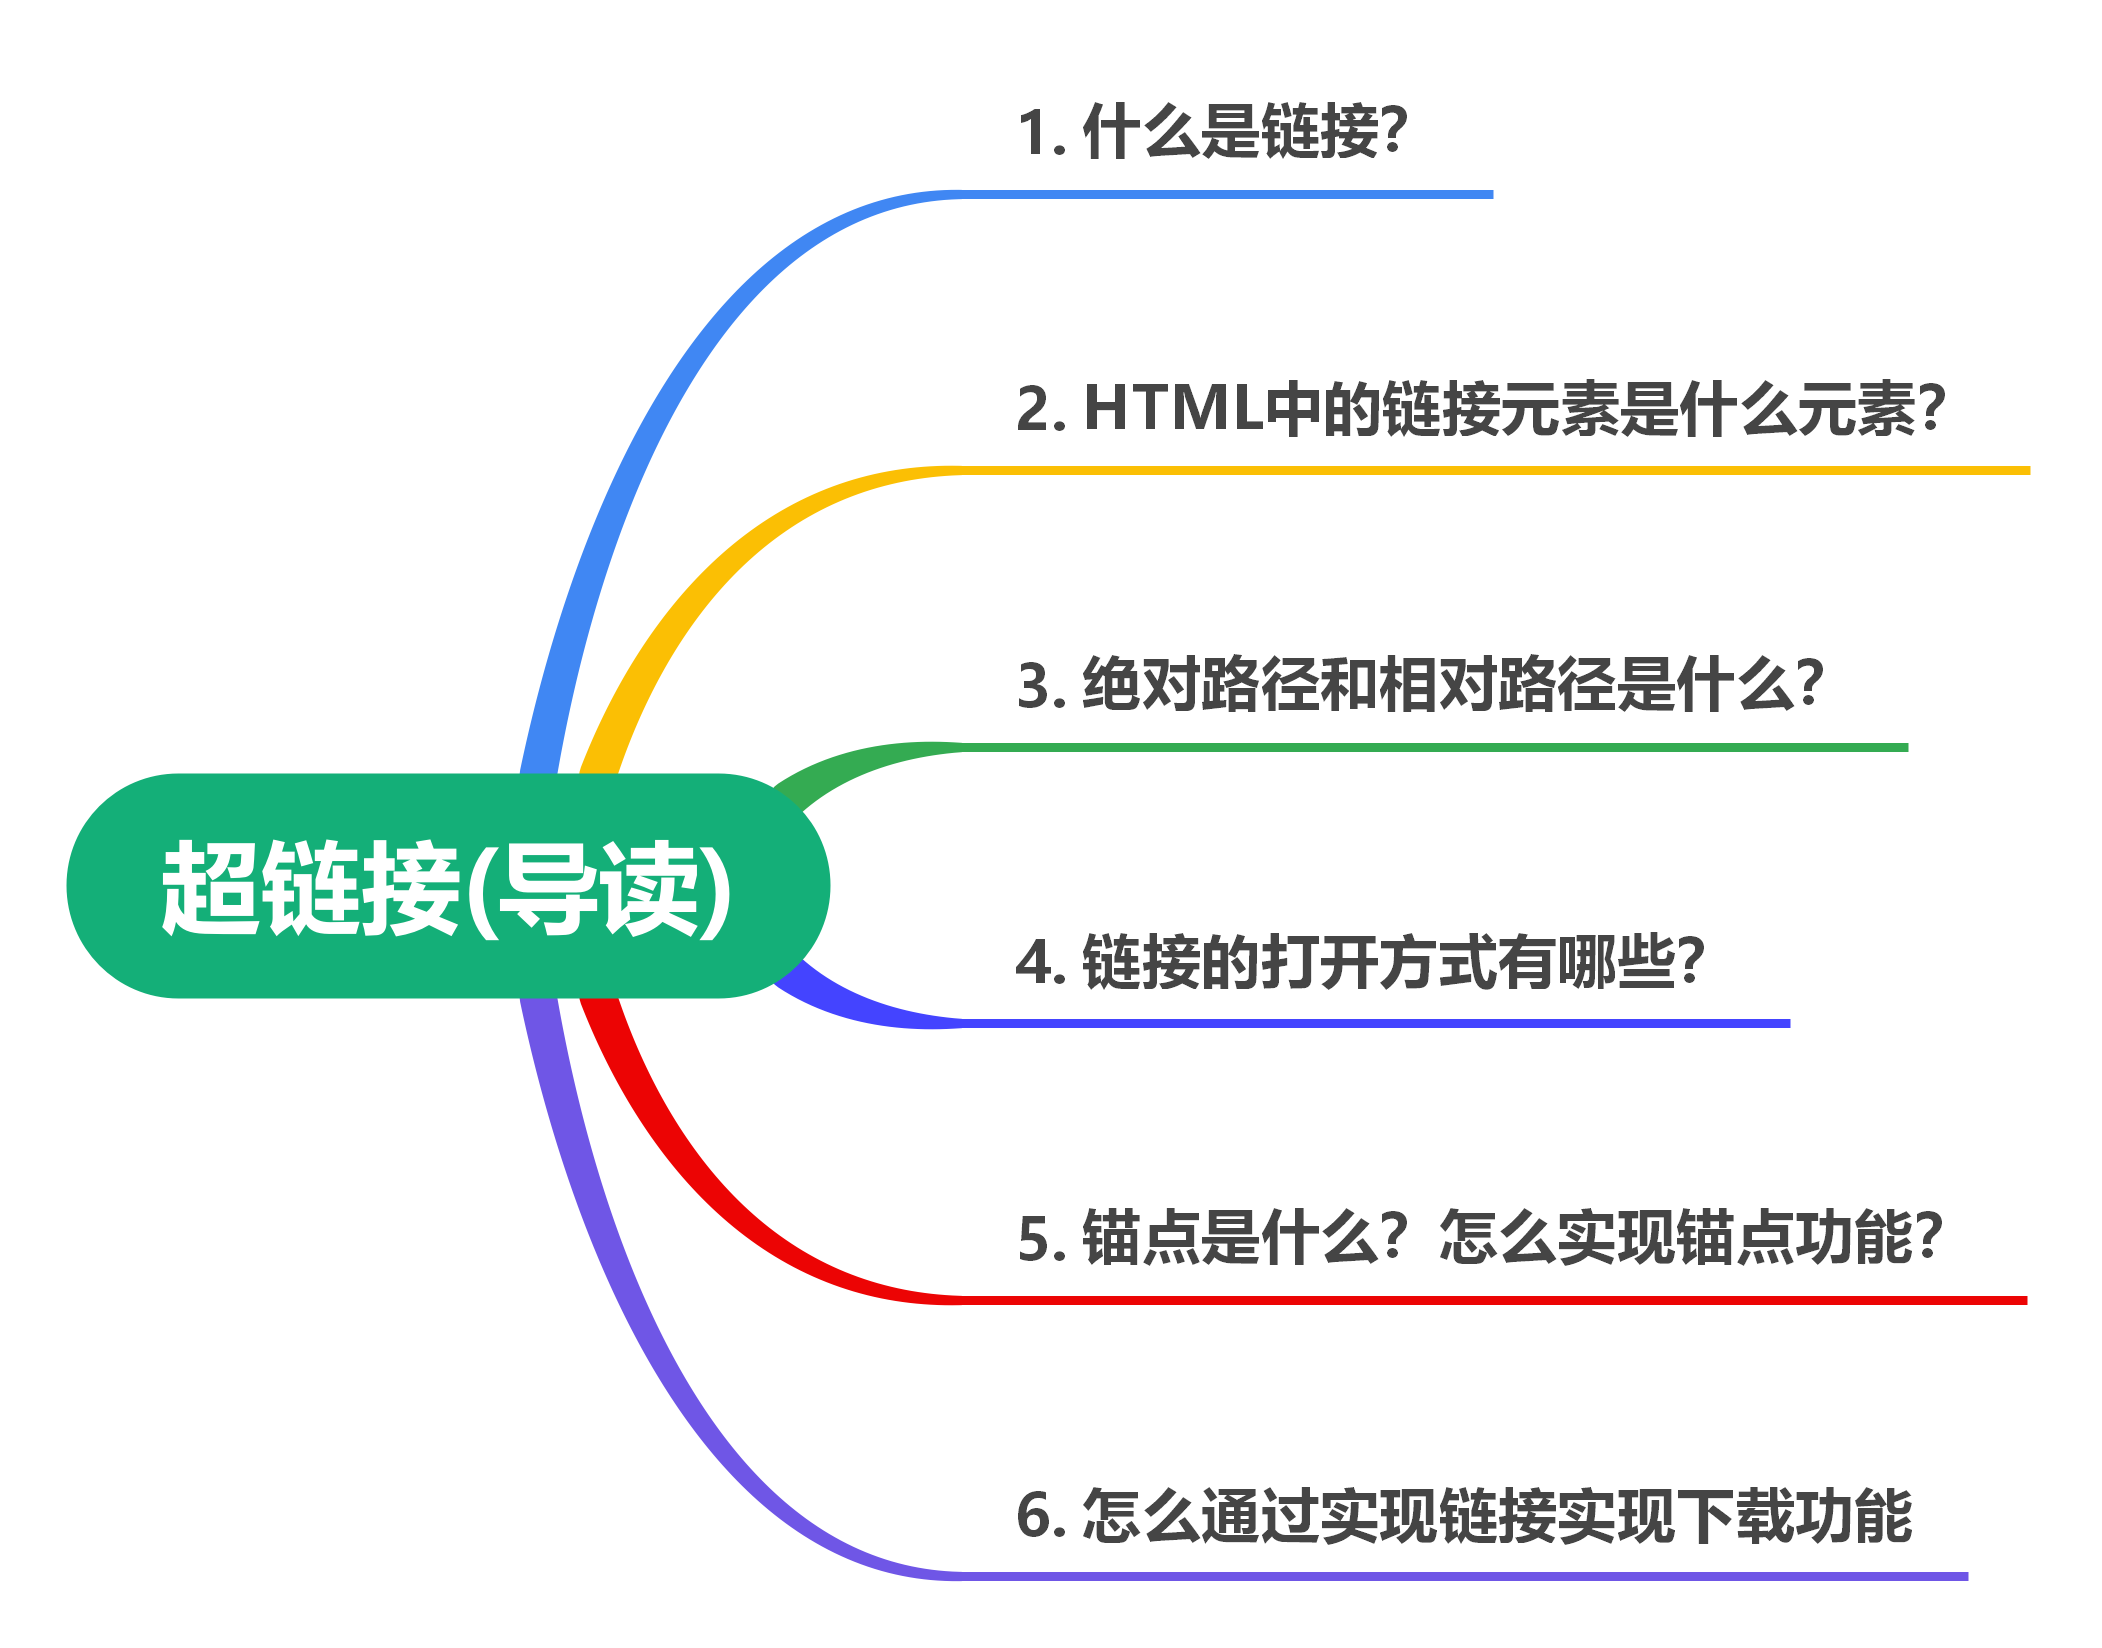 1. 什么是链接？
2. HTML中的链接元素是什么元素？
3. 绝对路径和相对路径是什么？
超链接(导读)
4. 链接的打开方式有哪些？
5. 锚点是什么？怎么实现锚点功能？
6. 怎么通过实现链接实现下载功能